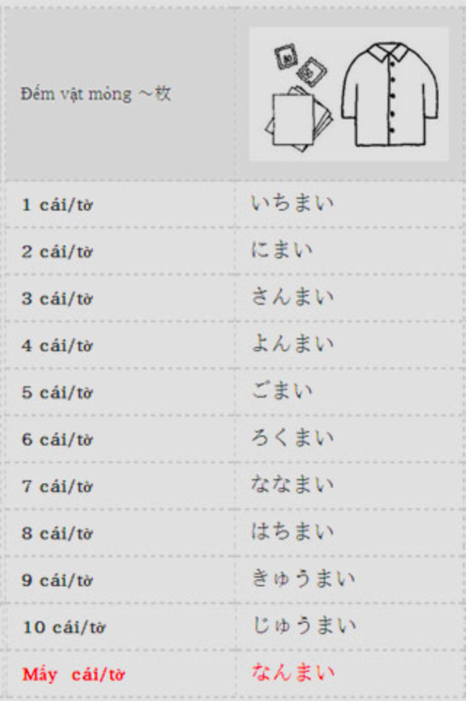 Đếm vật mỏng ～枚
1 cái/tờ いちまい
2 cái/tờ にまい
3 cái/tờ さんまい
4 cái/tờ よんまい
5 cái/tờ ごまい
6 cái/tờ ろくまい
7 cái/tờ ななまい
8 cái/tờ はちまい
9 cái/tờ きゅうまい
10 cái/tờ じゅうまい
Mấy cái/tờ なんまい